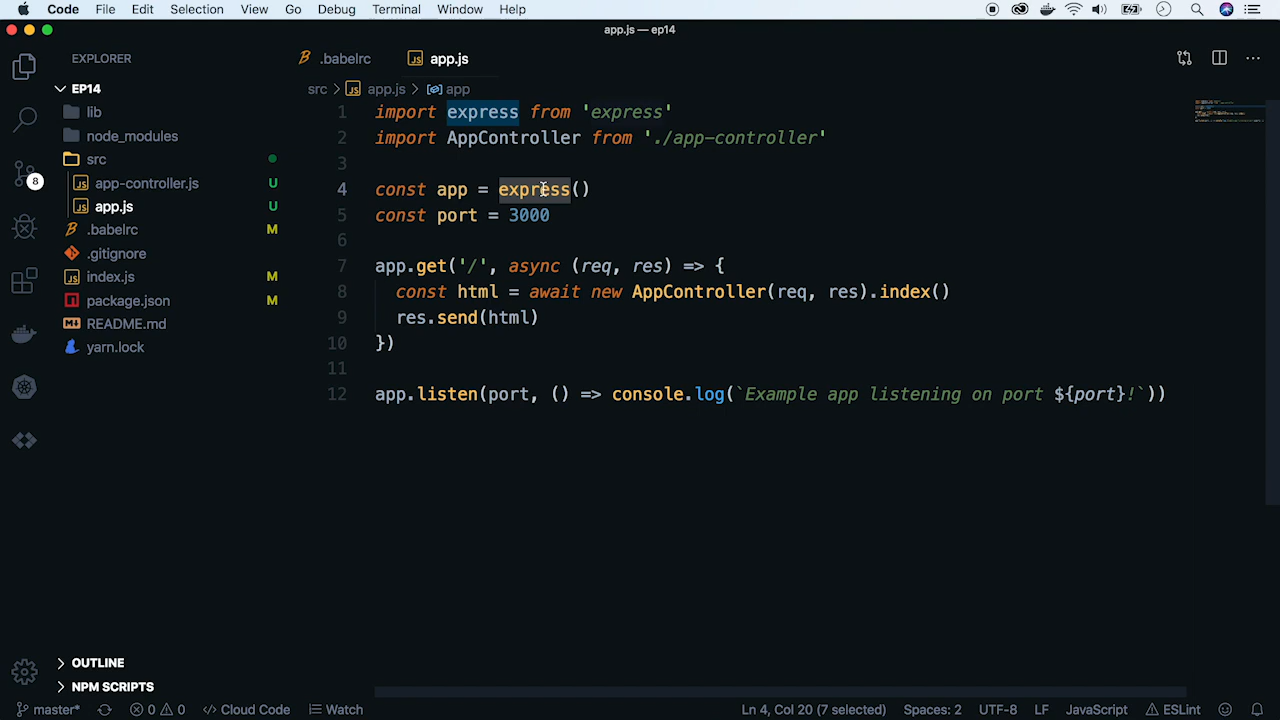 Code File Edit Selection View Go Debug Terminal Window Help
app.js — ep14
EXPLORER
EP14
lib
node_modules
src
app-controller.js U
app.js U
.babelrc M
.gitignore
index.js M
package.json M
README.md
yarn.lock
8
OUTLINE
NPM SCRIPTS
.babelrc
JS app.js
src > JS app.js > app
1 import express from 'express'
2 import AppController from './app-controller'
3
4 const app = express()
5 const port = 3000
6
7 app.get('/', async (req, res) => {
8 const html = await new AppController(req, res).index()
9 res.send(html)
10 })
11
12 app.listen(port, () => console.log(`Example app listening on port ${port}!`))
master* 0 0 Cloud Code Watch Ln 4, Col 20 (7 selected) Spaces: 2 UTF-8 LF JavaScript ESLint